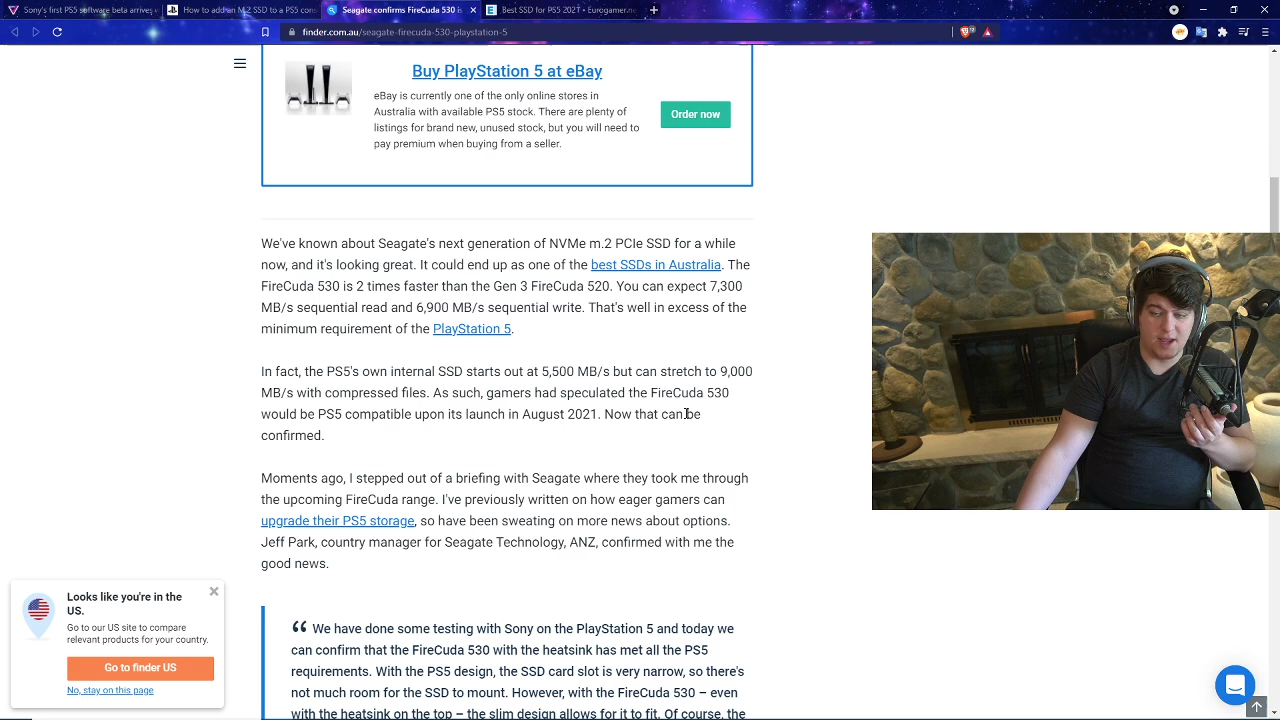 Sony's first PS5 software beta arrives w
How to add an M.2 SSD to a PS5 cons
Seagate confirms FireCuda 530 is
Best SSD for PS5 2021 • Eurogam
finder.com.au/seagate-firecuda-530-playstation-5
Buy PlayStation 5 at eBay
eBay is currently one of the only online stores in
Australia with available PS5 stock. There are plenty of
listings for brand new, unused stock, but you will need to
pay premium when buying from a seller.
Order now
We've known about Seagate's next generation of NVMe m.2 PCIe SSD for a while
now, and it's looking great. It could end up as one of the best SSDs in Australia. The
FireCuda 530 is 2 times faster than the Gen 3 FireCuda 520. You can expect 7,300
MB/s sequential read and 6,900 MB/s sequential write. That's well in excess of the
minimum requirement of the PlayStation 5.
In fact, the PS5's own internal SSD starts out at 5,500 MB/s but can stretch to 9,000
MB/s with compressed files. As such, gamers had speculated the FireCuda 530
would be PS5 compatible upon its launch in August 2021. Now that can be
confirmed.
Moments ago, I stepped out of a briefing with Seagate where they took me through
the upcoming FireCuda range. I've previously written on how eager gamers can
upgrade their PS5 storage, so have been sweating on more news about options.
Jeff Park, country manager for Seagate Technology, ANZ, confirmed with me the
good news.
“ We have done some testing with Sony on the PlayStation 5 and today we
can confirm that the FireCuda 530 with the heatsink has met all the PS5
requirements. With the PS5 design, the SSD card slot is very narrow, so there's
not much room for the SSD to mount. However, with the FireCuda 530 – even
with the heatsink on the top – the slim design allows for it to fit. Of course, the
Looks like you're in the
US.
Go to our US site to compare
relevant products for your country.
Go to finder US
No, stay on this page